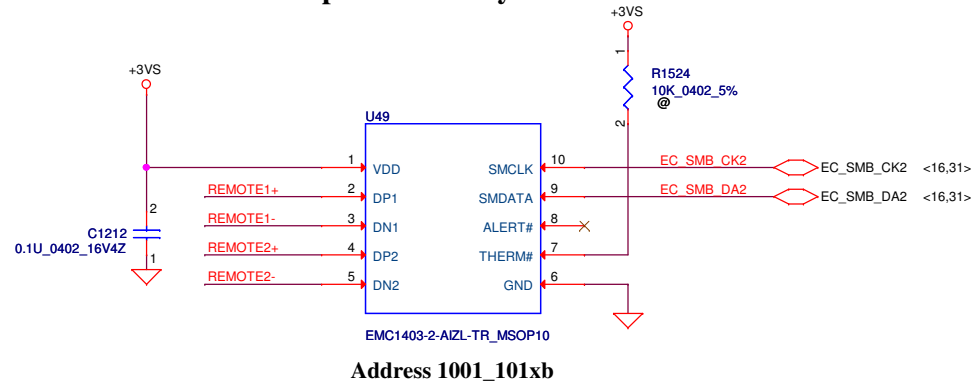 +3VS
+3VS
1
R1524
10K_0402_5%
@
2
U49
1 VDD SMCLK 10 EC_SMB_CK2 EC_SMB_CK2 <16,31>
REMOTE1+ 2 DP1 SMDATA 9 EC_SMB_DA2 EC_SMB_DA2 <16,31>
REMOTE1- 3 DN1 ALERT# 8
REMOTE2+ 4 DP2 THERM# 7
REMOTE2- 5 DN2 GND 6
2
C1212
0.1U_0402_16V4Z
1
EMC1403-2-AIZL-TR_MSOP10
Address 1001_101xb